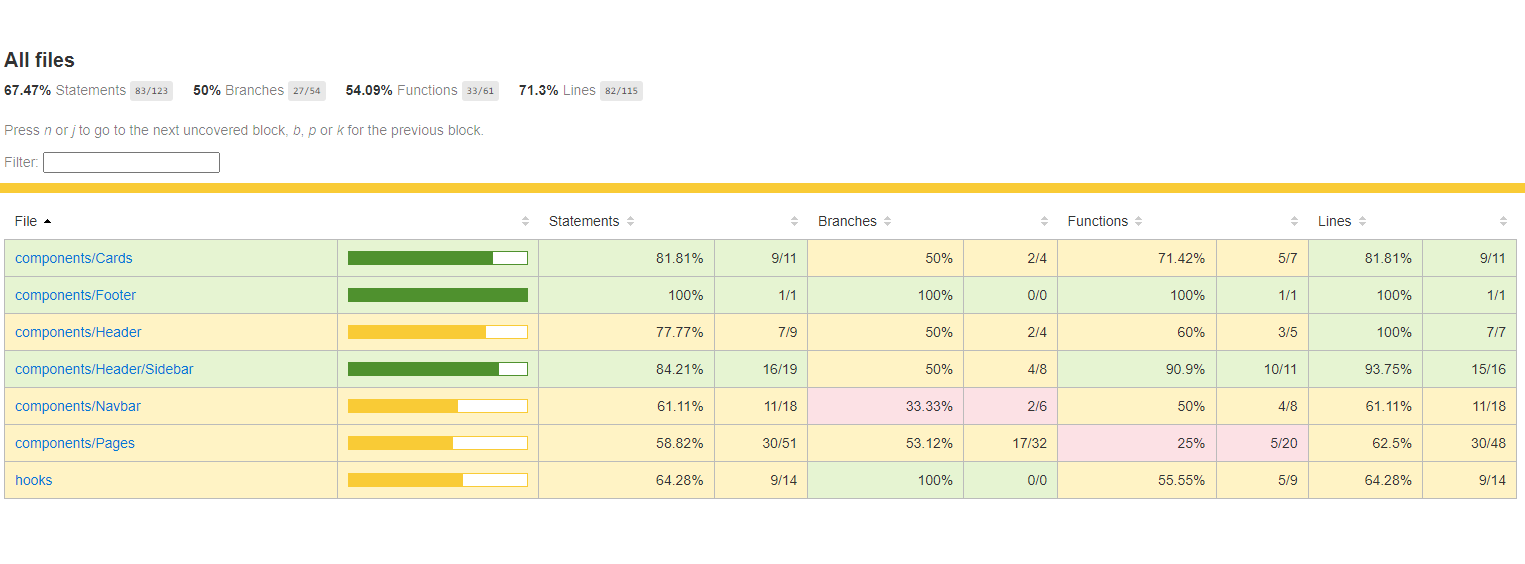 All files
67.47% Statements 83/123 50% Branches 27/54 54.09% Functions 33/61 71.3% Lines 82/115
Press n or j to go to the next uncovered block, b, p or k for the previous block.
Filter:
File Statements Branches Functions Lines
components/Cards 81.81% 9/11 50% 2/4 71.42% 5/7 81.81% 9/11
components/Footer 100% 1/1 100% 0/0 100% 1/1 100% 1/1
components/Header 77.77% 7/9 50% 2/4 60% 3/5 100% 7/7
components/Header/Sidebar 84.21% 16/19 50% 4/8 90.9% 10/11 93.75% 15/16
components/Navbar 61.11% 11/18 33.33% 2/6 50% 4/8 61.11% 11/18
components/Pages 58.82% 30/51 53.12% 17/32 25% 5/20 62.5% 30/48
hooks 64.28% 9/14 100% 0/0 55.55% 5/9 64.28% 9/14